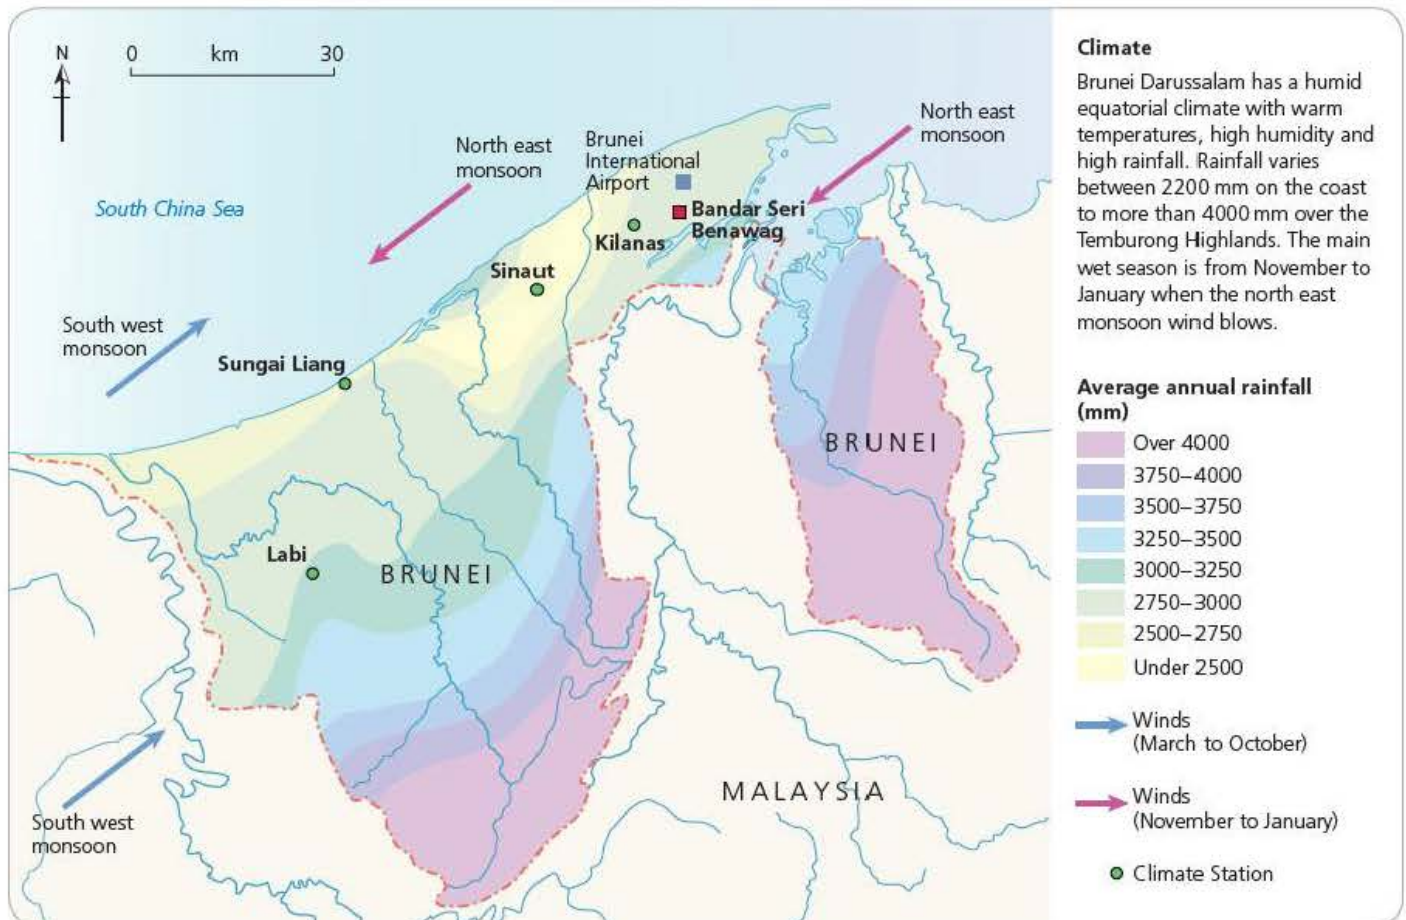 N
0 km 30
North east
monsoon
Brunei
International
Airport
North east
monsoon
South China Sea
Bandar Seri
Benawag
Kilanas
Sinaut
South west
monsoon
Sungai Liang
BRUNEI
Labi
BRUNEI
MALAYSIA
South west
monsoon
Climate
Brunei Darussalam has a humid
equatorial climate with warm
temperatures, high humidity and
high rainfall. Rainfall varies
between 2200 mm on the coast
to more than 4000 mm over the
Temburong Highlands. The main
wet season is from November to
January when the north east
monsoon wind blows.
Average annual rainfall
(mm)
Over 4000
3750–4000
3500–3750
3250–3500
3000–3250
2750–3000
2500–2750
Under 2500
Winds
(March to October)
Winds
(November to January)
Climate Station